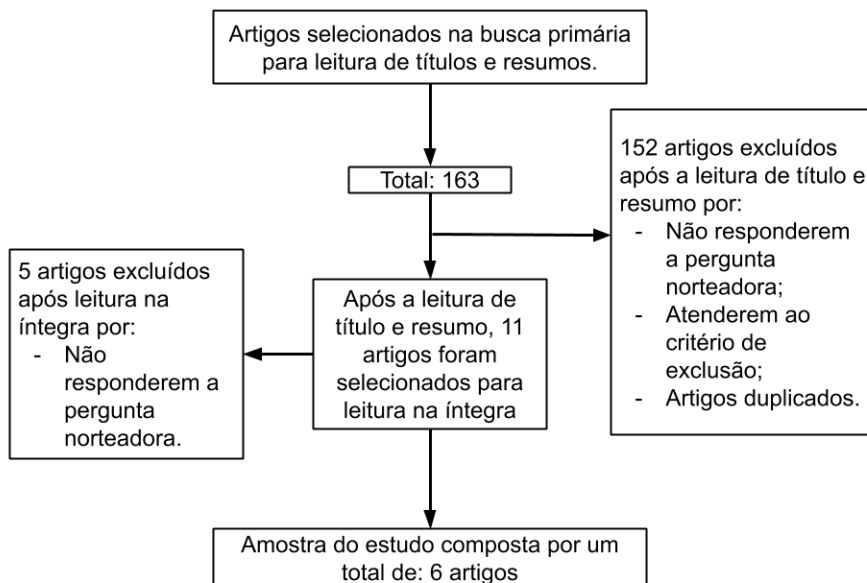 Artigos selecionados na busca primária
para leitura de títulos e resumos.
Total: 163
152 artigos excluídos
após a leitura de título e
resumo por:
- Não responderem
a pergunta
norteadora;
- Atenderem ao
critério de
exclusão;
- Artigos duplicados.
5 artigos excluídos
após leitura na
íntegra por:
- Não
responderem a
pergunta
norteadora.
Após a leitura de
título e resumo, 11
artigos foram
selecionados para
leitura na íntegra
Amostra do estudo composta por um
total de: 6 artigos